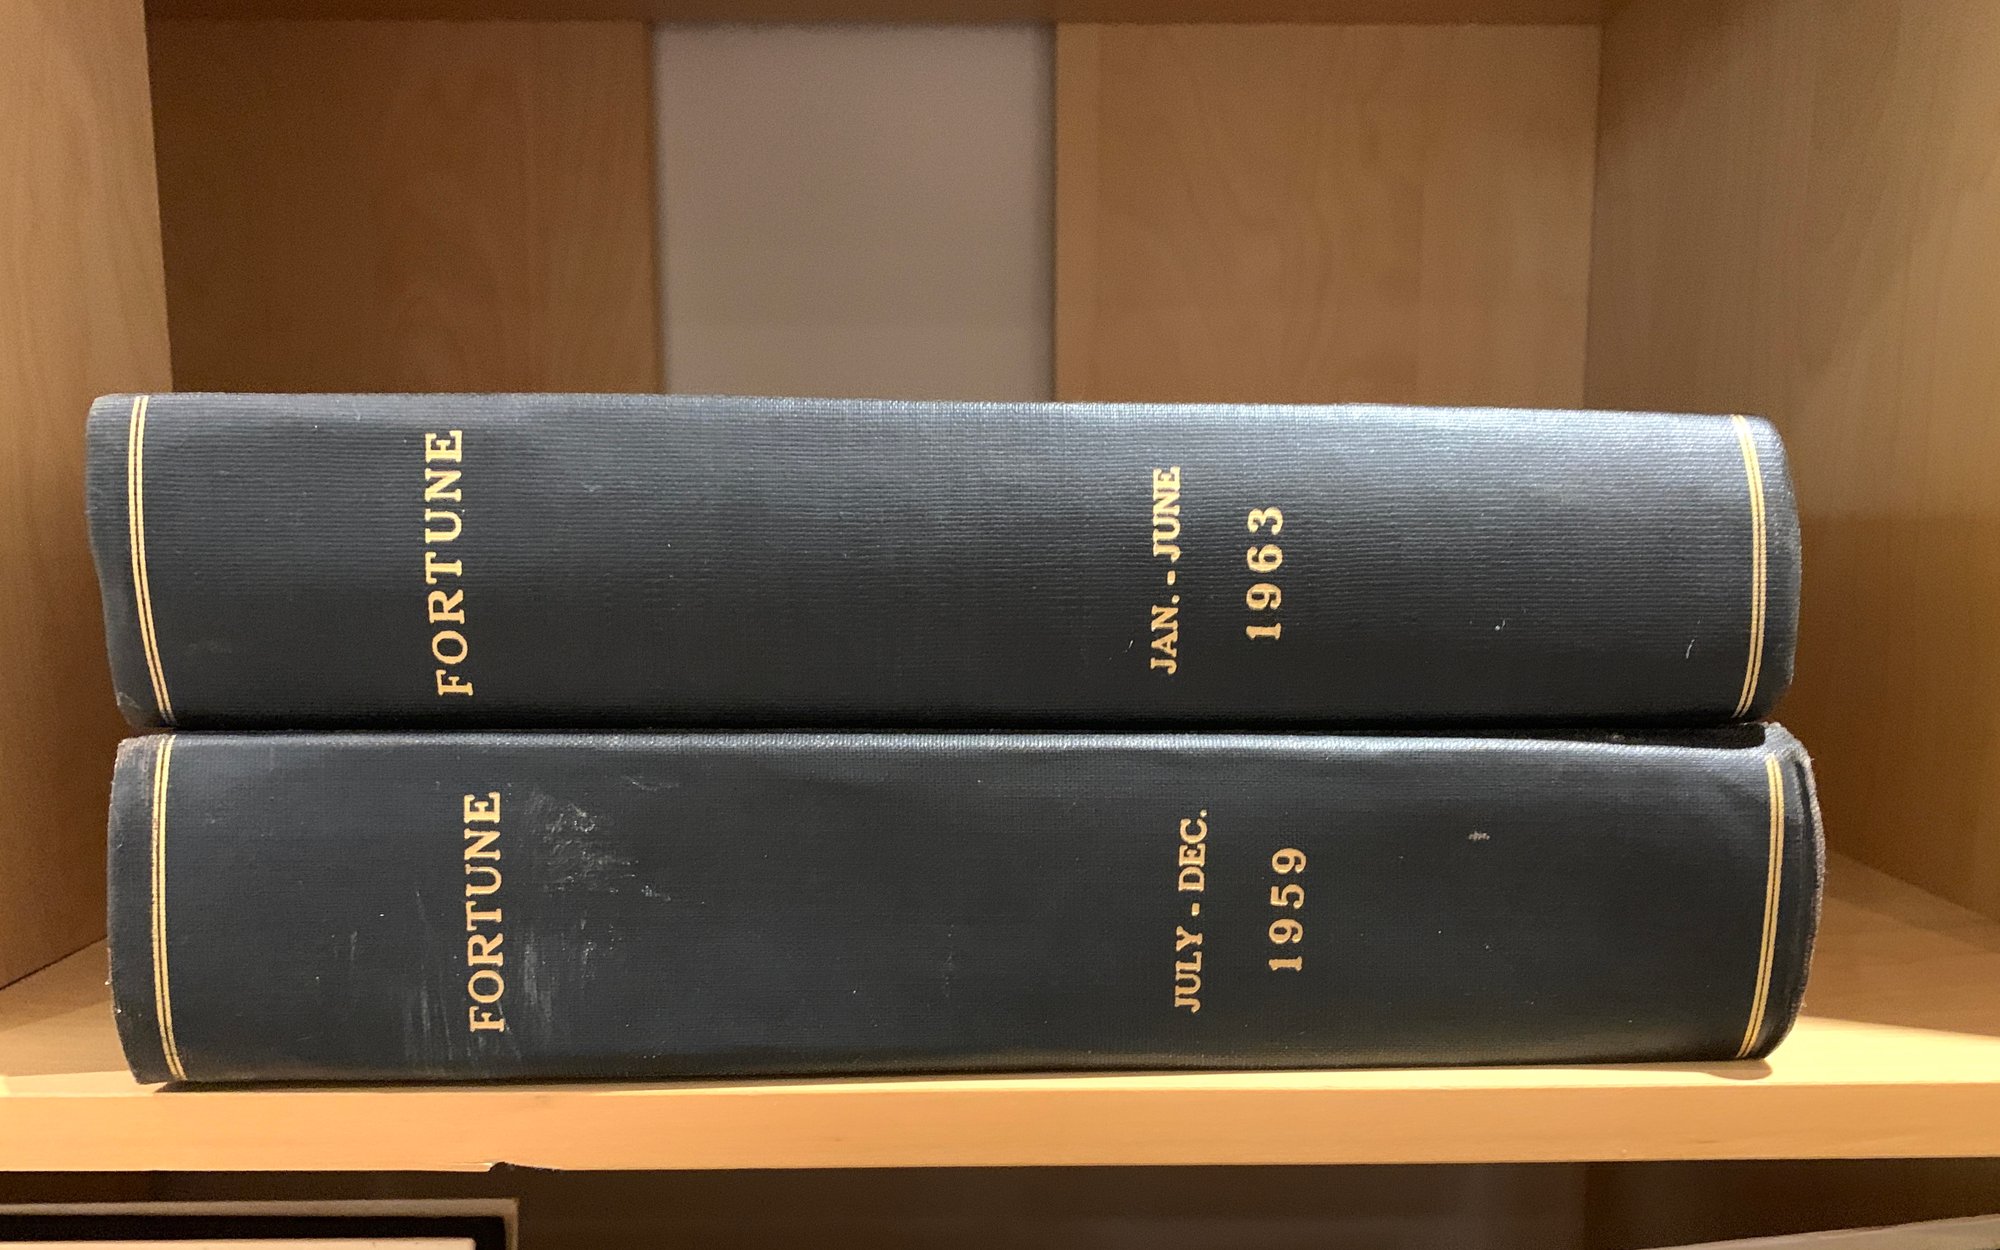 FORTUNE
JAN. - JUNE
1963
FORTUNE
JULY - DEC.
1959